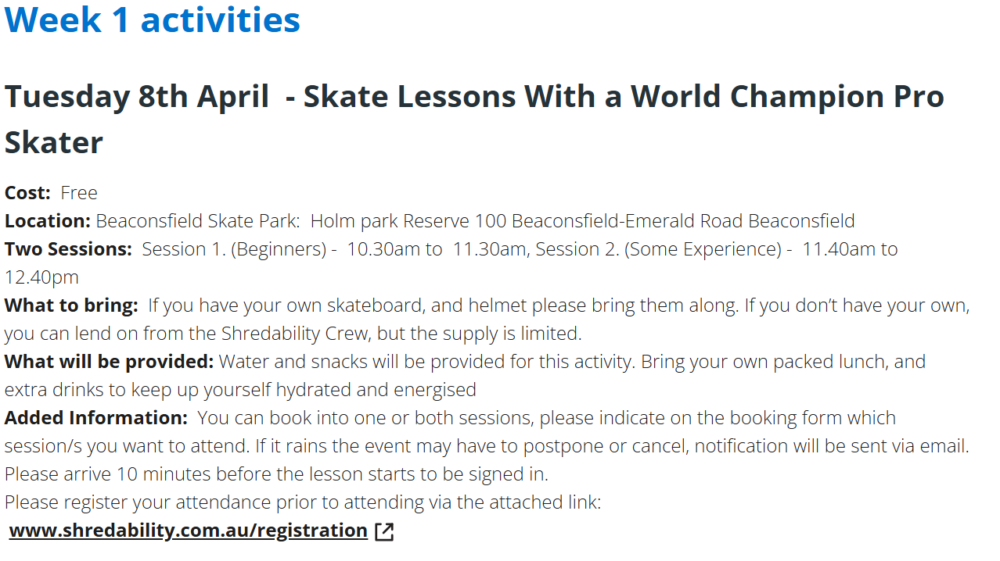 Week 1 activities
Tuesday 8th April  - Skate Lessons With a World Champion Pro
Skater
Cost:  Free
Location: Beaconsfield Skate Park:  Holm park Reserve 100 Beaconsfield-Emerald Road Beaconsfield
Two Sessions:  Session 1. (Beginners) -  10.30am to  11.30am, Session 2. (Some Experience) -  11.40am to
12.40pm
What to bring:  If you have your own skateboard, and helmet please bring them along. If you don’t have your own,
you can lend on from the Shredability Crew, but the supply is limited.
What will be provided: Water and snacks will be provided for this activity. Bring your own packed lunch, and
extra drinks to keep up yourself hydrated and energised
Added Information:  You can book into one or both sessions, please indicate on the booking form which
session/s you want to attend. If it rains the event may have to postpone or cancel, notification will be sent via email.
Please arrive 10 minutes before the lesson starts to be signed in.
Please register your attendance prior to attending via the attached link:
www.shredability.com.au/registration